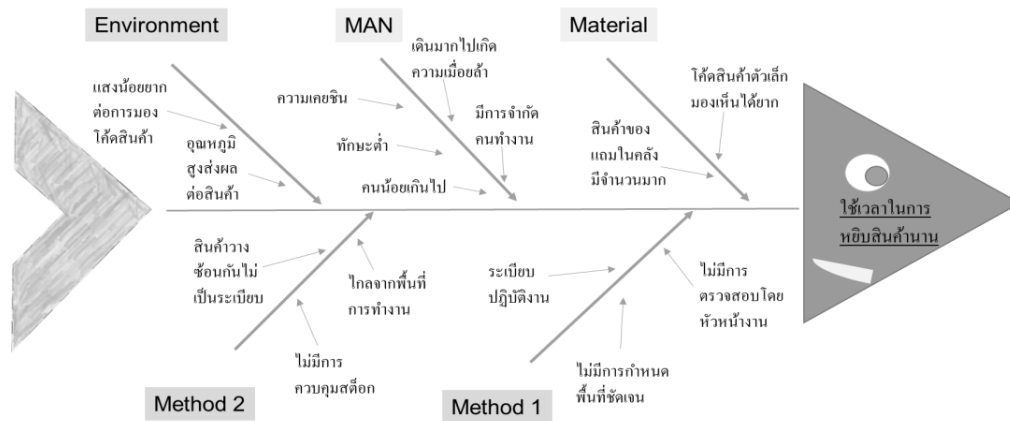 Environment
MAN
Material
แสงน้อยยาก
ต่อการมอง
โค้ดสินค้า
อุณหภูมิ
สูงส่งผล
ต่อสินค้า
เดินมากไปเกิด
ความเมื่อยล้า
ความเคยชิน
มีการจำกัด
คนทำงาน
ทักษะต่ำ
คนน้อยเกินไป
โค้ดสินค้าตัวเล็ก
มองเห็นได้ยาก
สินค้าของ
แถมในคลัง
มีจำนวนมาก
ใช้เวลาในการ
หยิบสินค้านาน
สินค้าวาง
ซ้อนกันไม่
เป็นระเบียบ
ไกลจากพื้นที่
การทำงาน
ไม่มีการ
ควบคุมสต็อก
ระเบียบ
ปฏิบัติงาน
ไม่มีการ
ตรวจสอบโดย
หัวหน้างาน
ไม่มีการกำหนด
พื้นที่ชัดเจน
Method 2
Method 1